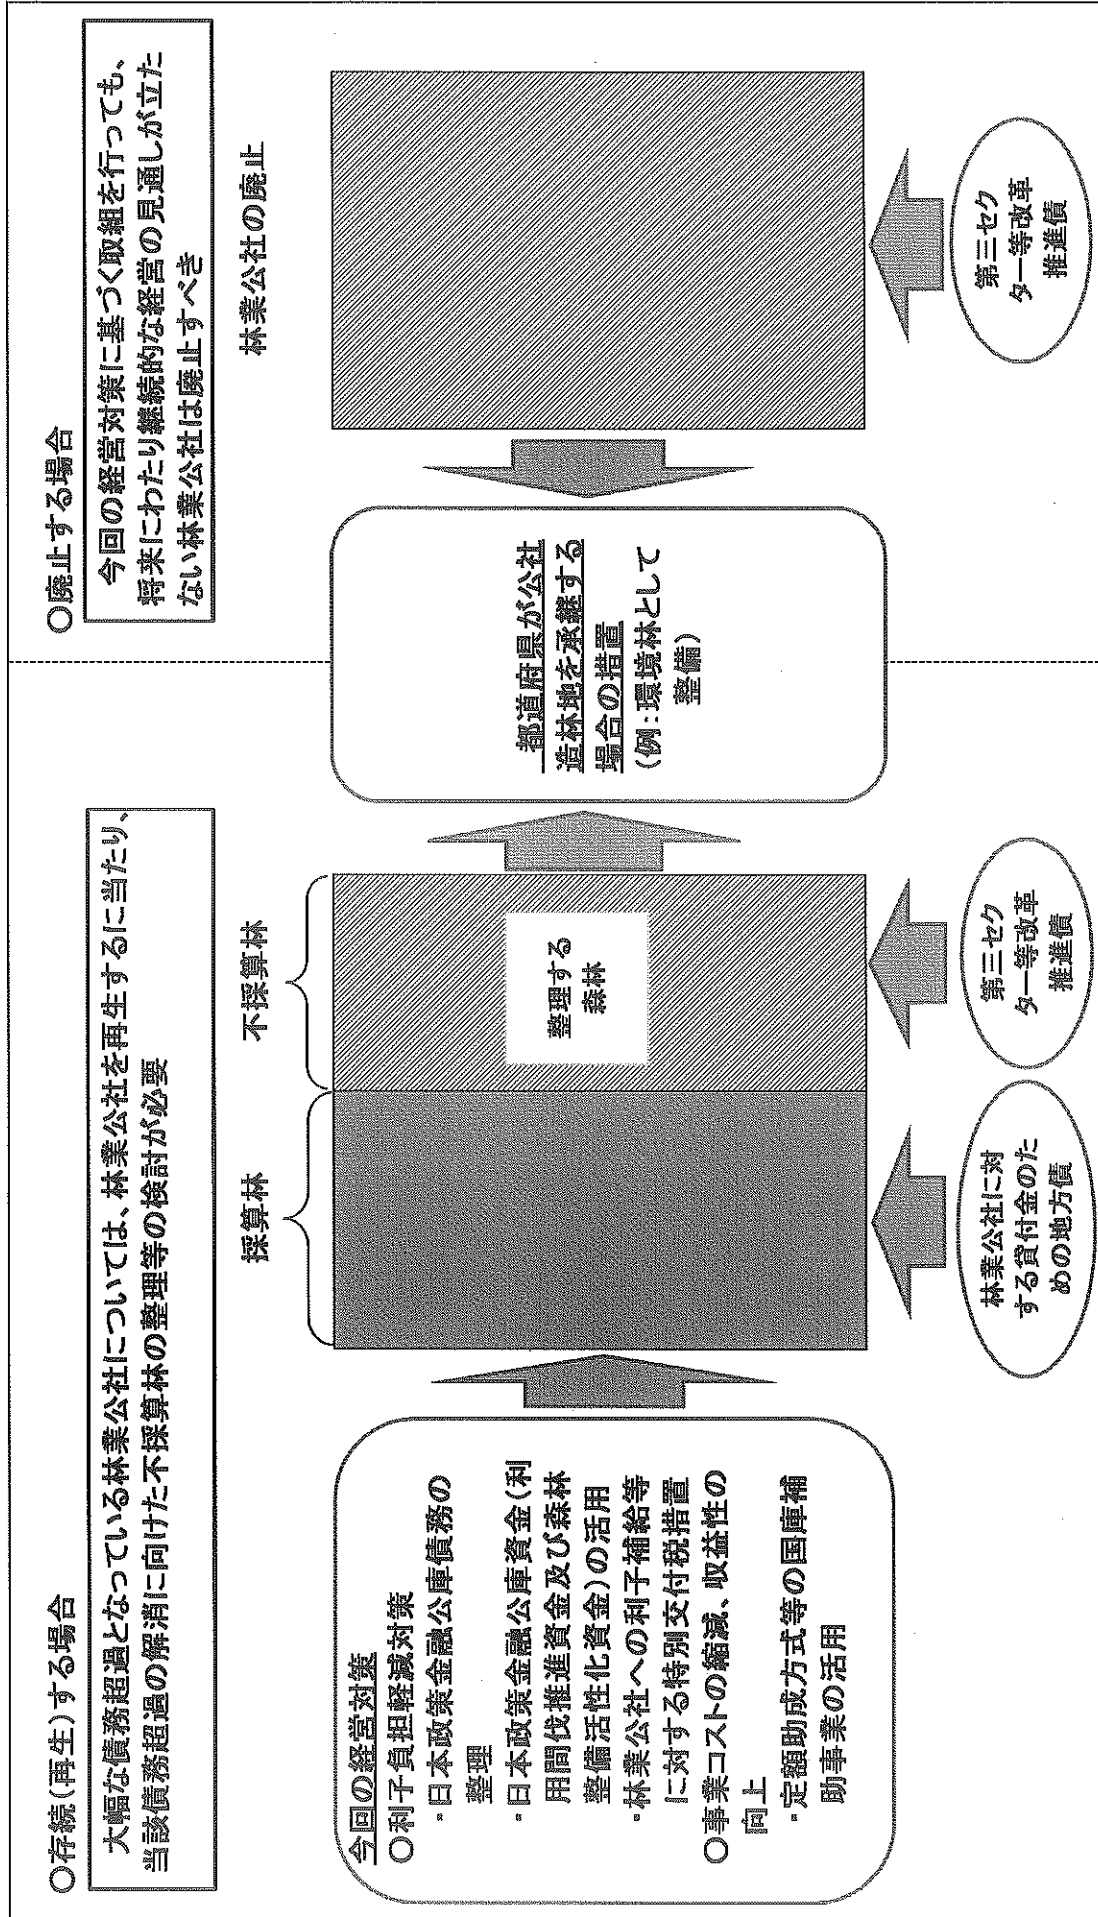 ○存続(再生)する場合
大幅な債務超過となっている林業公社については、林業公社を再生するに当たり、
当該債務超過の解消に向けた不採算林の整理等の検討が必要
今回の経営対策
○利子負担軽減対策
・日本政策金融公庫債務の
整理
・日本政策金融公庫資金(利
用間伐推進資金及び森林
整備活性化資金)の活用
・林業公社への利子補給等
に対する特別交付税措置
○事業コストの縮減、収益性の
向上
・定額助成方式等の国庫補
助事業の活用
採算林
不採算林
整理する
森林
林業公社に対
する貸付金のた
めの地方債
第三セク
ター等改革
推進債
都道府県が公社
造林地を承継する
場合の措置
(例:環境林として
整備)
○廃止する場合
今回の経営対策に基づく取組を行っても、
将来にわたり継続的な経営の見通しが立た
ない林業公社は廃止すべき
林業公社の廃止
第三セク
ター等改革
推進債